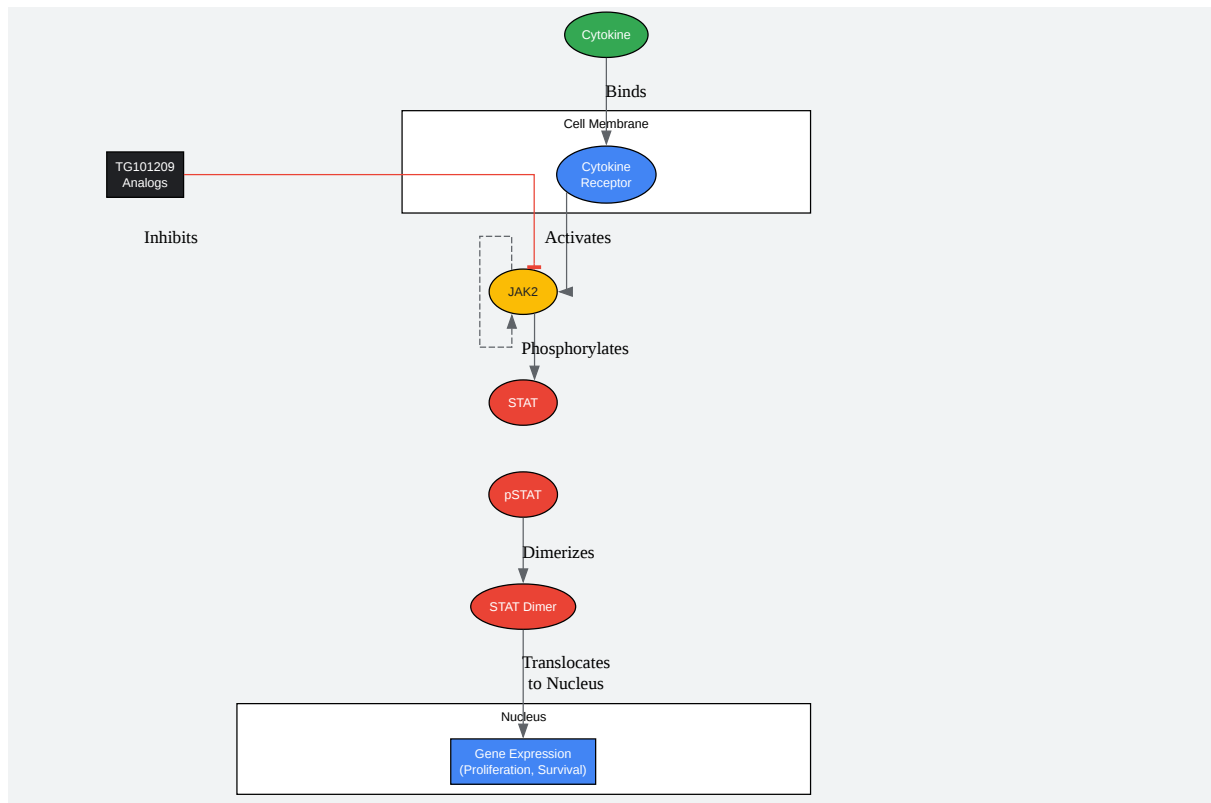 Cytokine
Binds
Cell Membrane
TG101209
Analogs
Cytokine
Receptor
Inhibits
Activates
JAK2
Phosphorylates
STAT
pSTAT
Dimerizes
STAT Dimer
Translocates
to Nucleus
Nucleus
Gene Expression
(Proliferation, Survival)